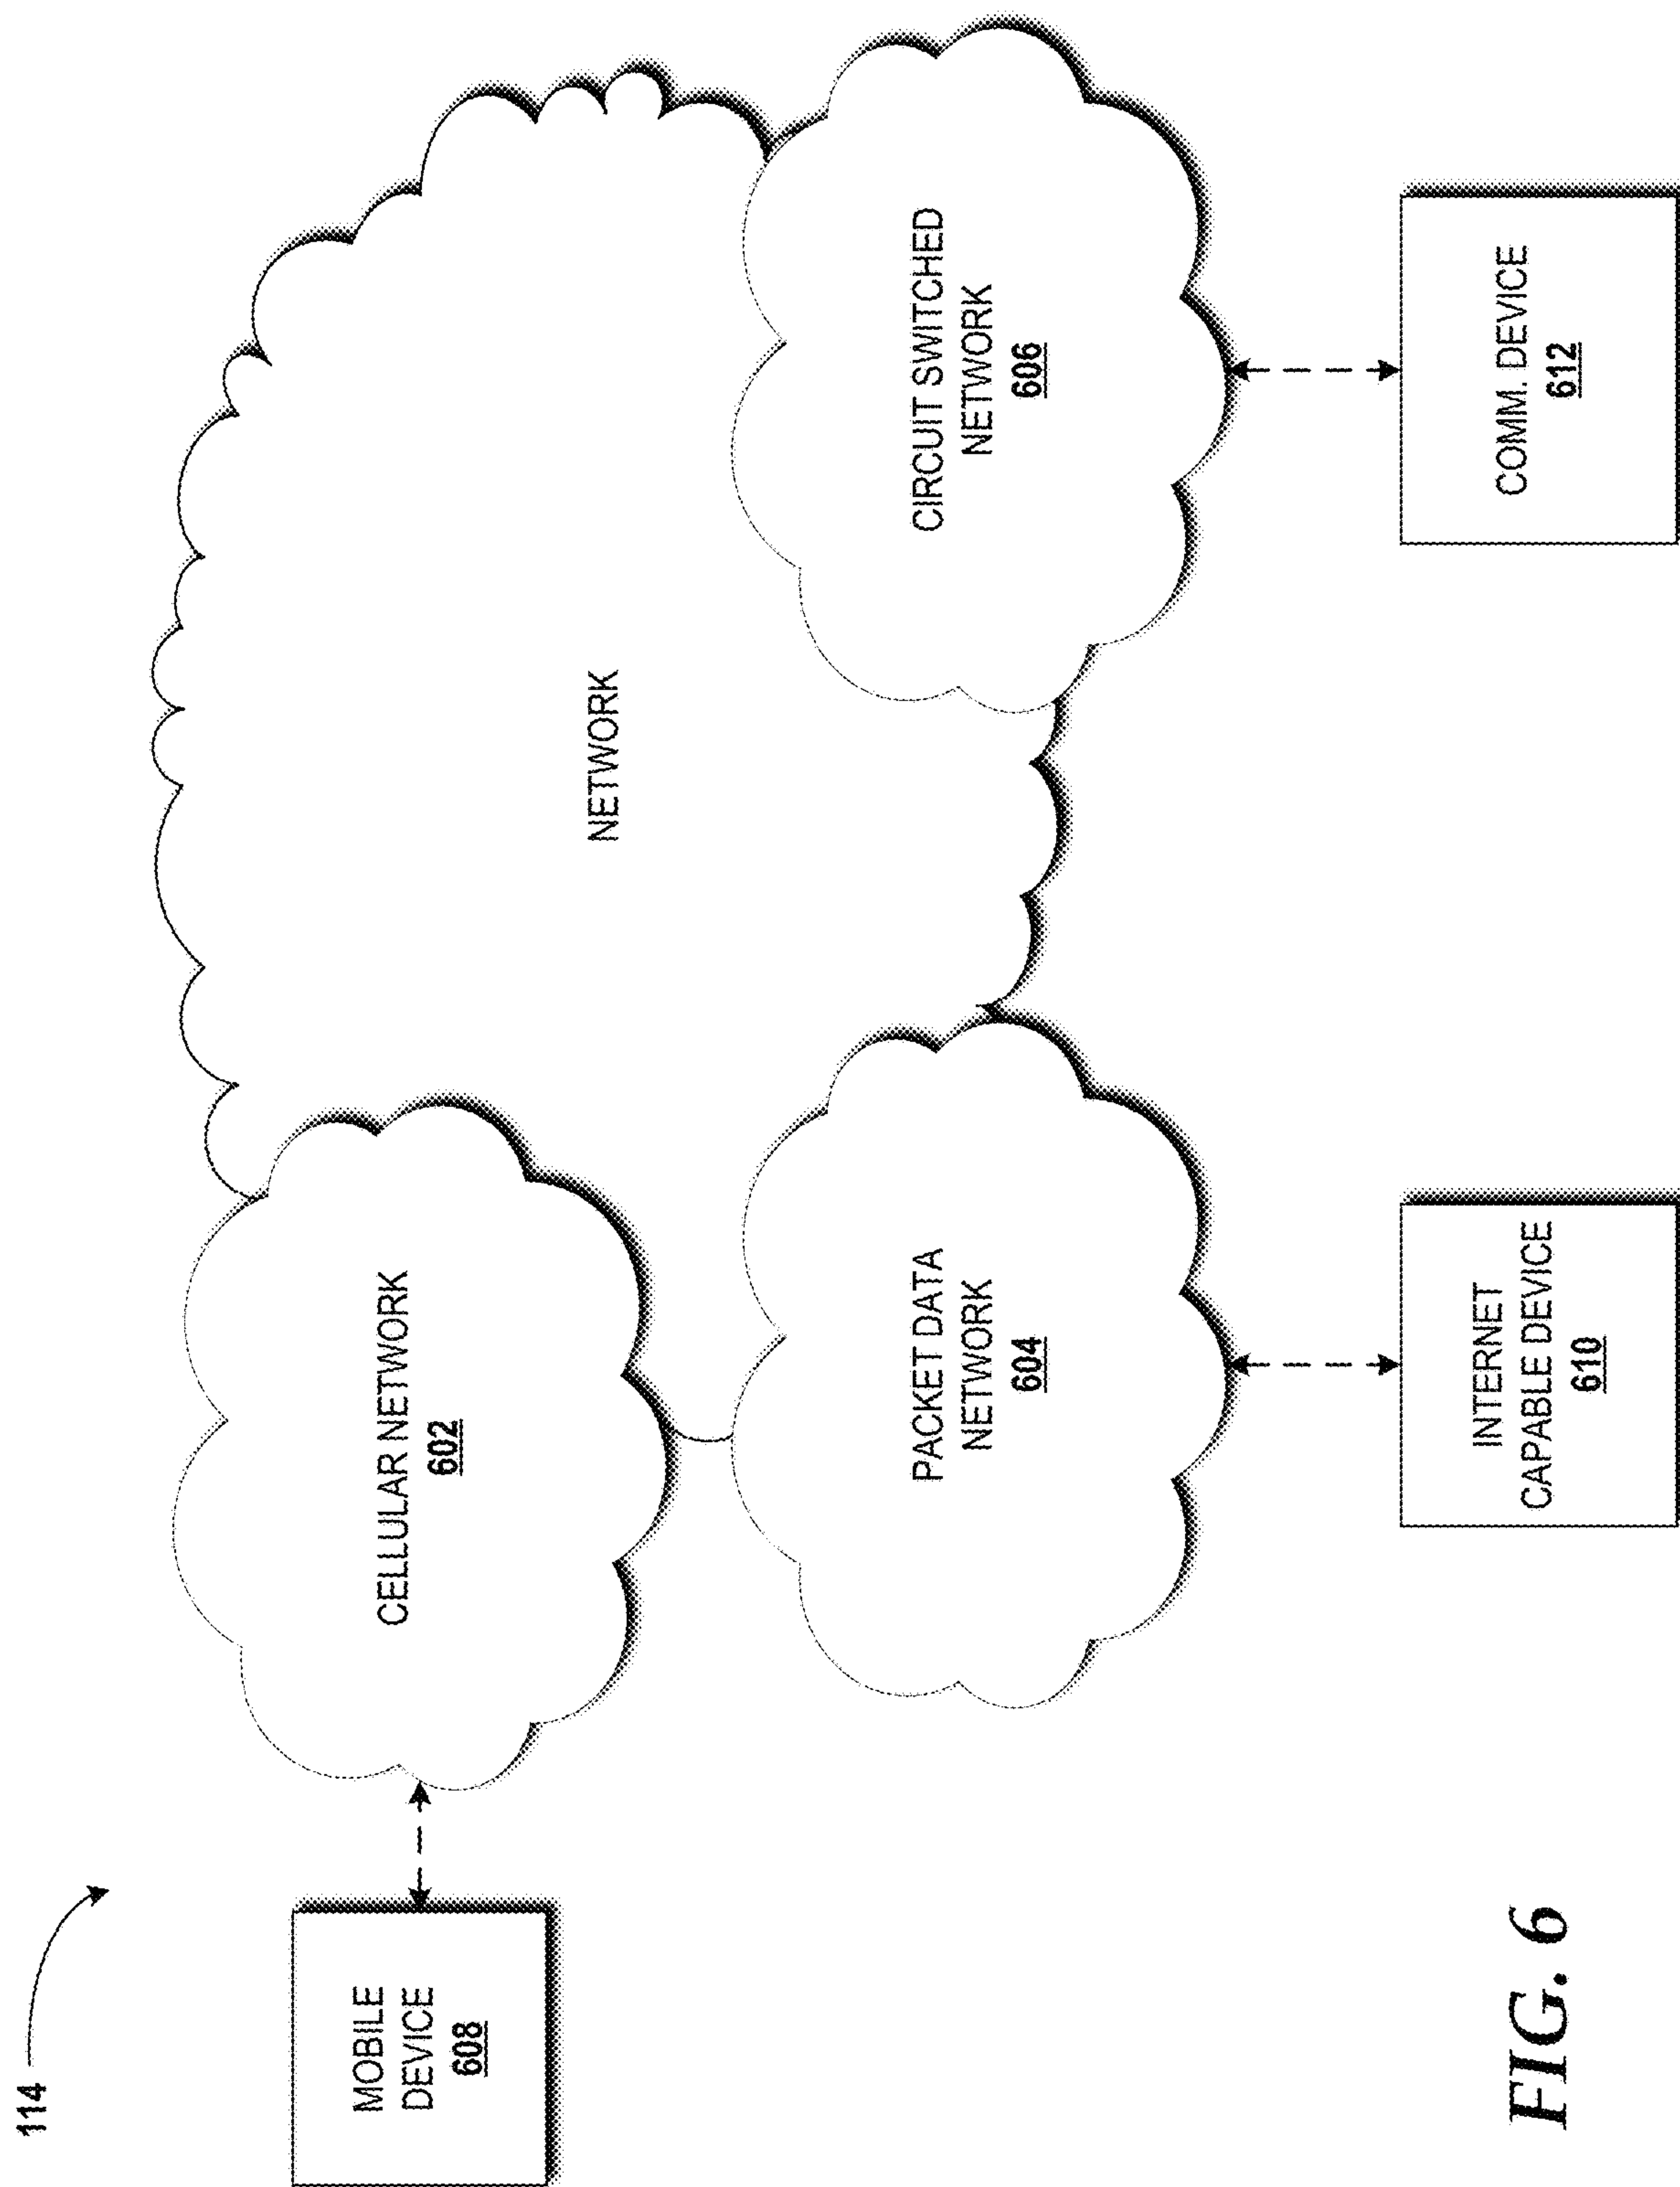 114
MOBILE
DEVICE
608
CELLULAR NETWORK
602
NETWORK
PACKET DATA
NETWORK
604
CIRCUIT SWITCHED
NETWORK
606
INTERNET
CAPABLE DEVICE
610
COMM. DEVICE
612
FIG. 6